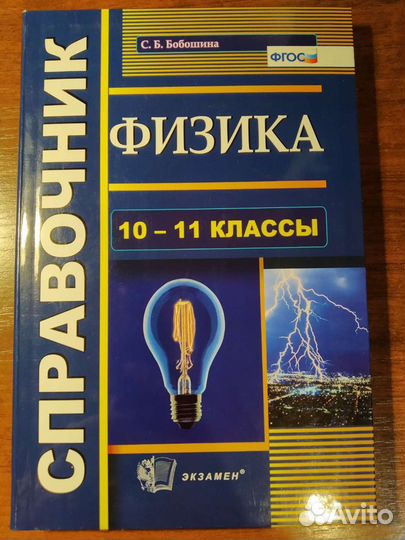 С. Б. Бобошина
ФГОС
СПРАВОЧНИК
ФИЗИКА
10 – 11 КЛАССЫ
ЭКЗАМЕН®
Avito